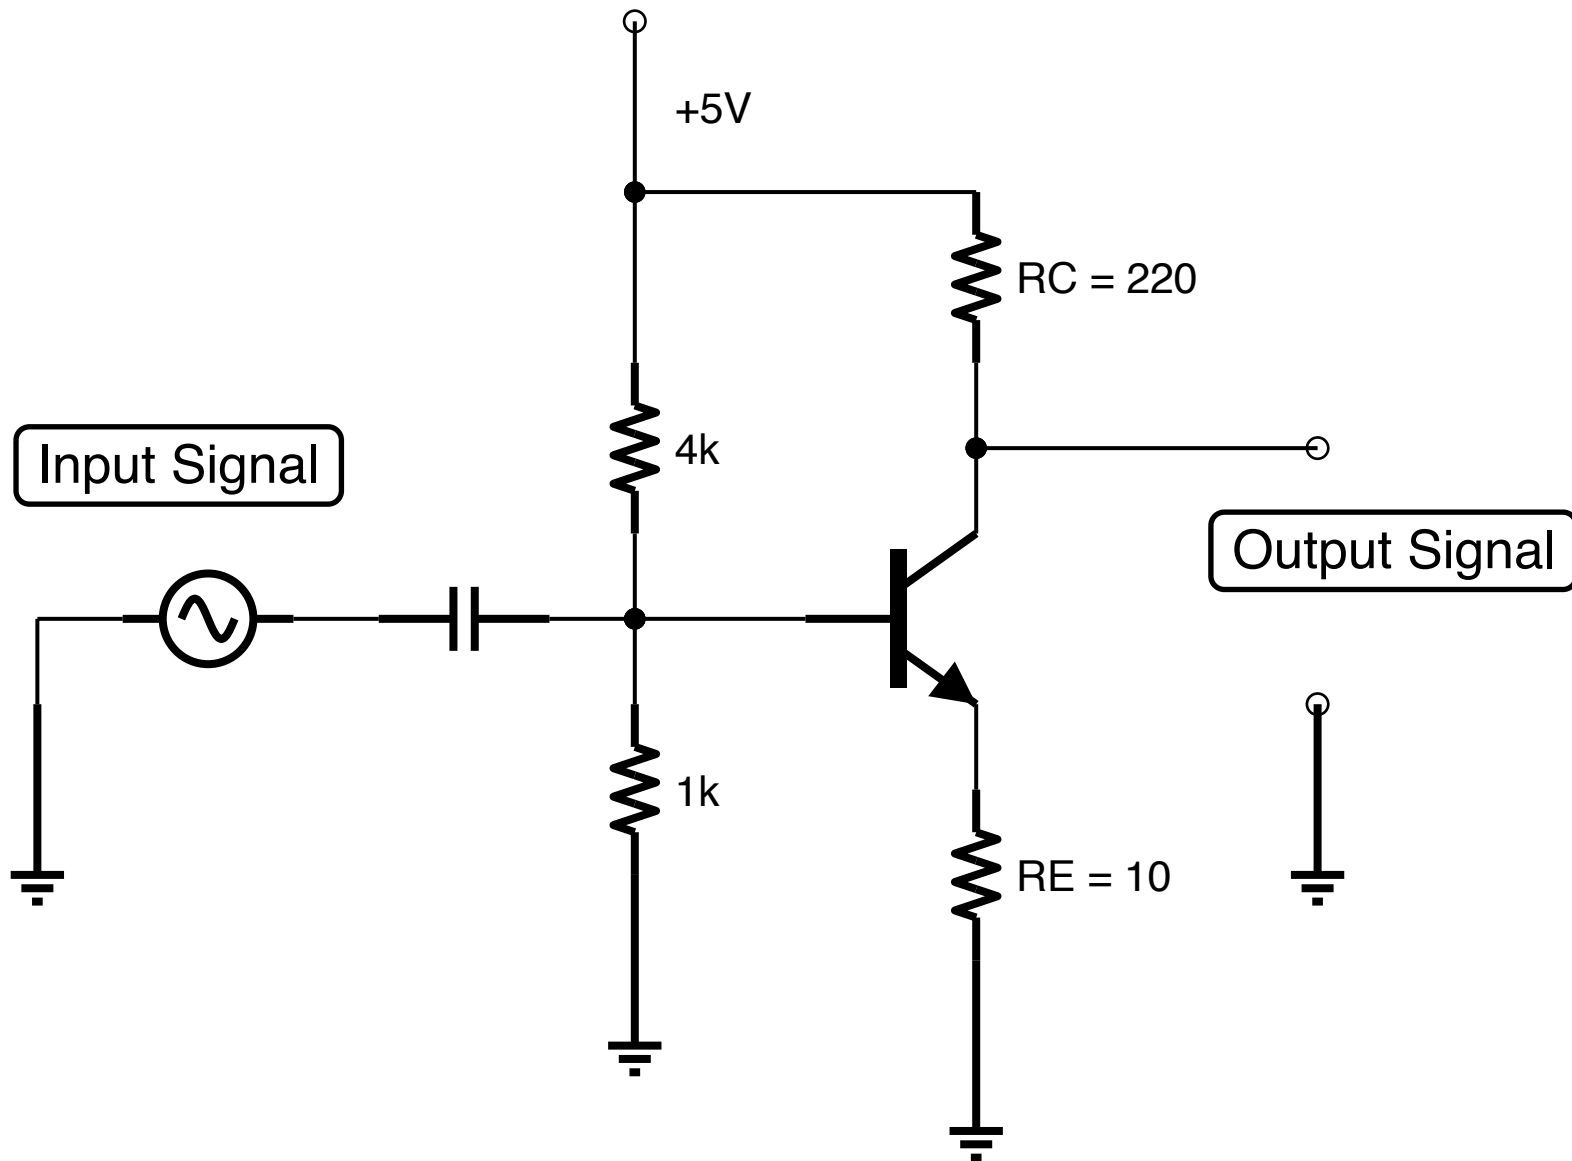 +5V
RC = 220
Input Signal
4k
Output Signal
1k
RE = 10